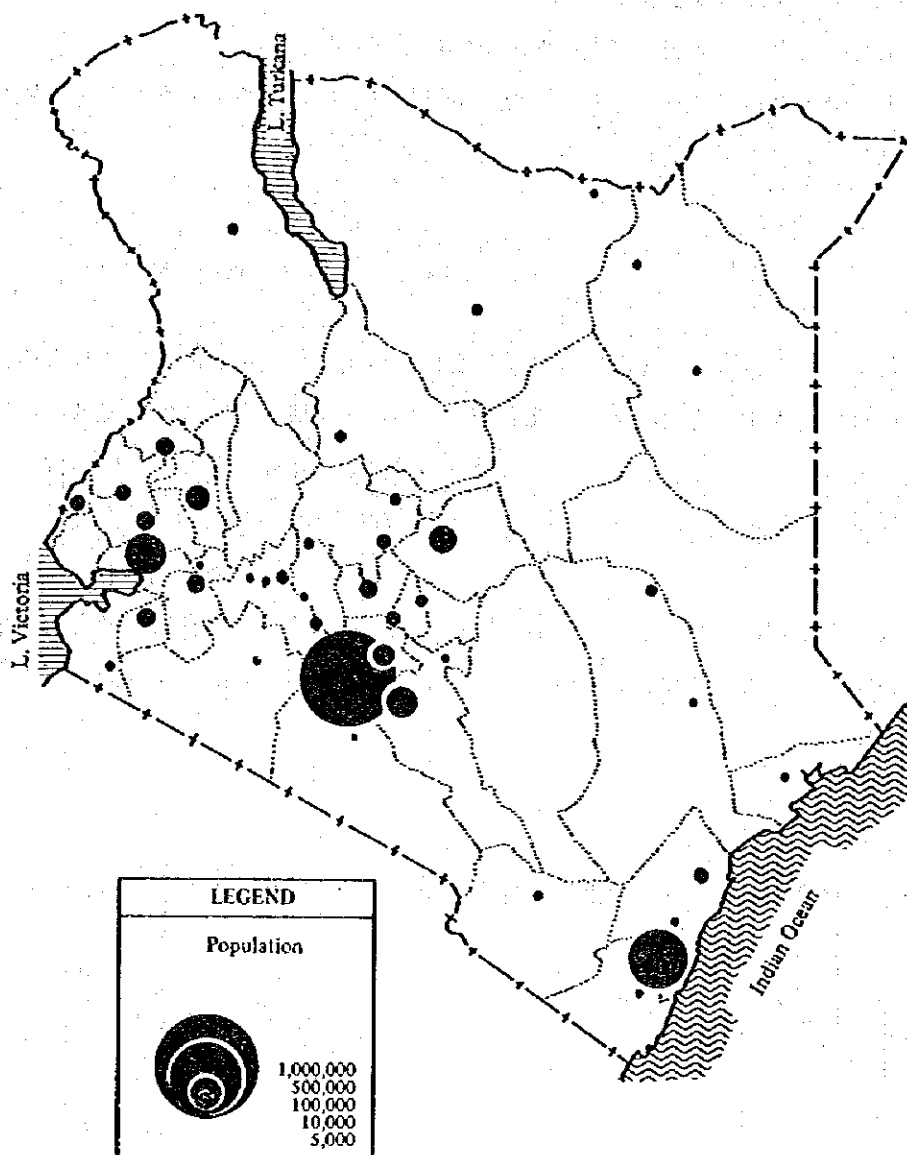 L. Turkana
L. Victoria
Indian Ocean
LEGEND
Population
1,000,000
500,000
100,000
10,000
5,000